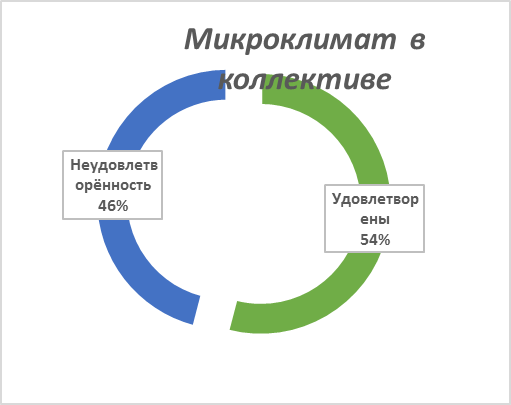 Микроклимат в
коллективе
Неудовлетв
орённость
46%
Удовлетвор
ены
54%